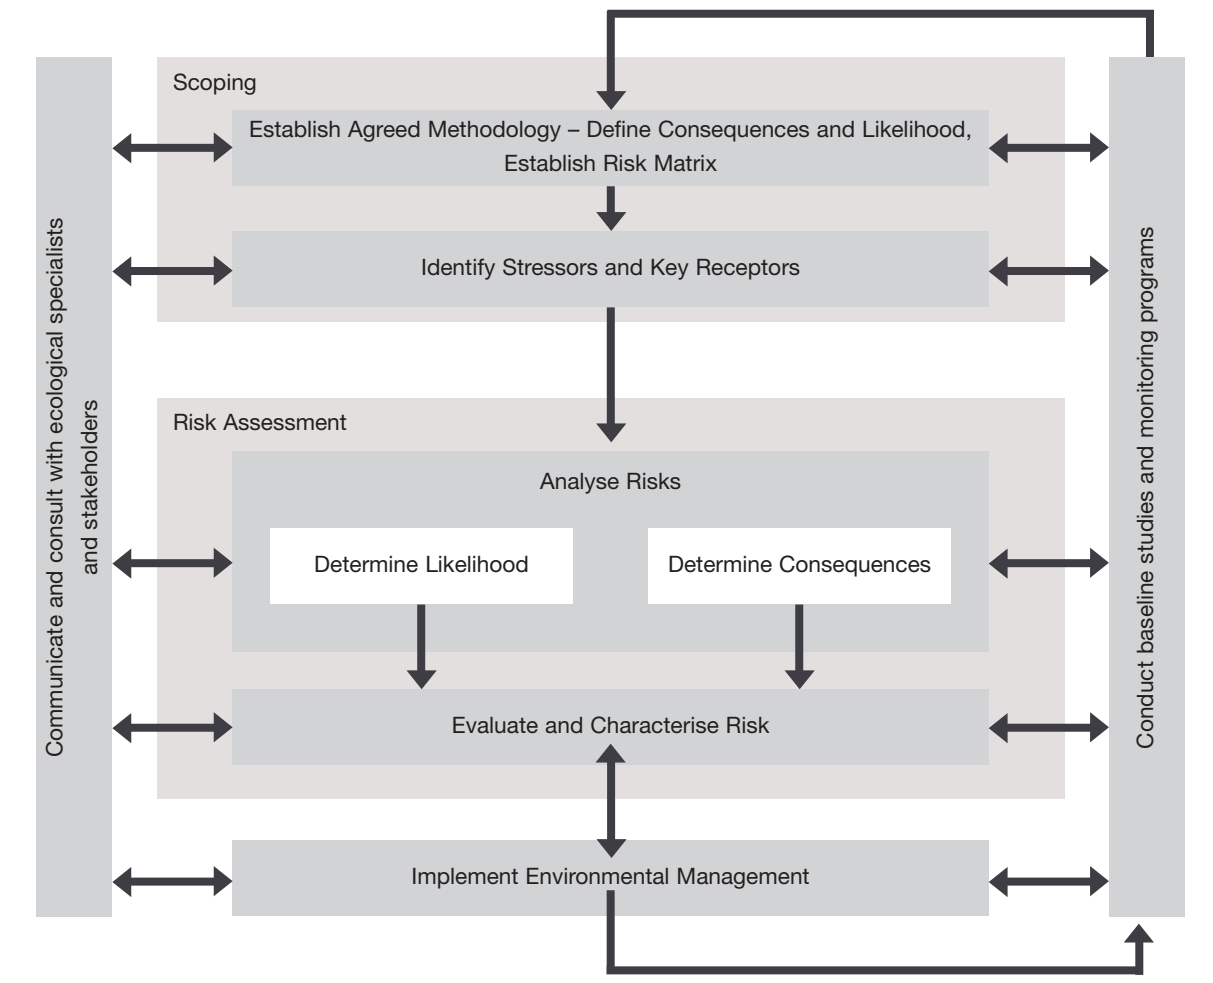 Scoping
Establish Agreed Methodology – Define Consequences and Likelihood,
Establish Risk Matrix
Identify Stressors and Key Receptors
Risk Assessment
Analyse Risks
Determine Likelihood
Determine Consequences
Evaluate and Characterise Risk
Implement Environmental Management
Communicate and consult with ecological specialists
and stakeholders
Conduct baseline studies and monitoring programs